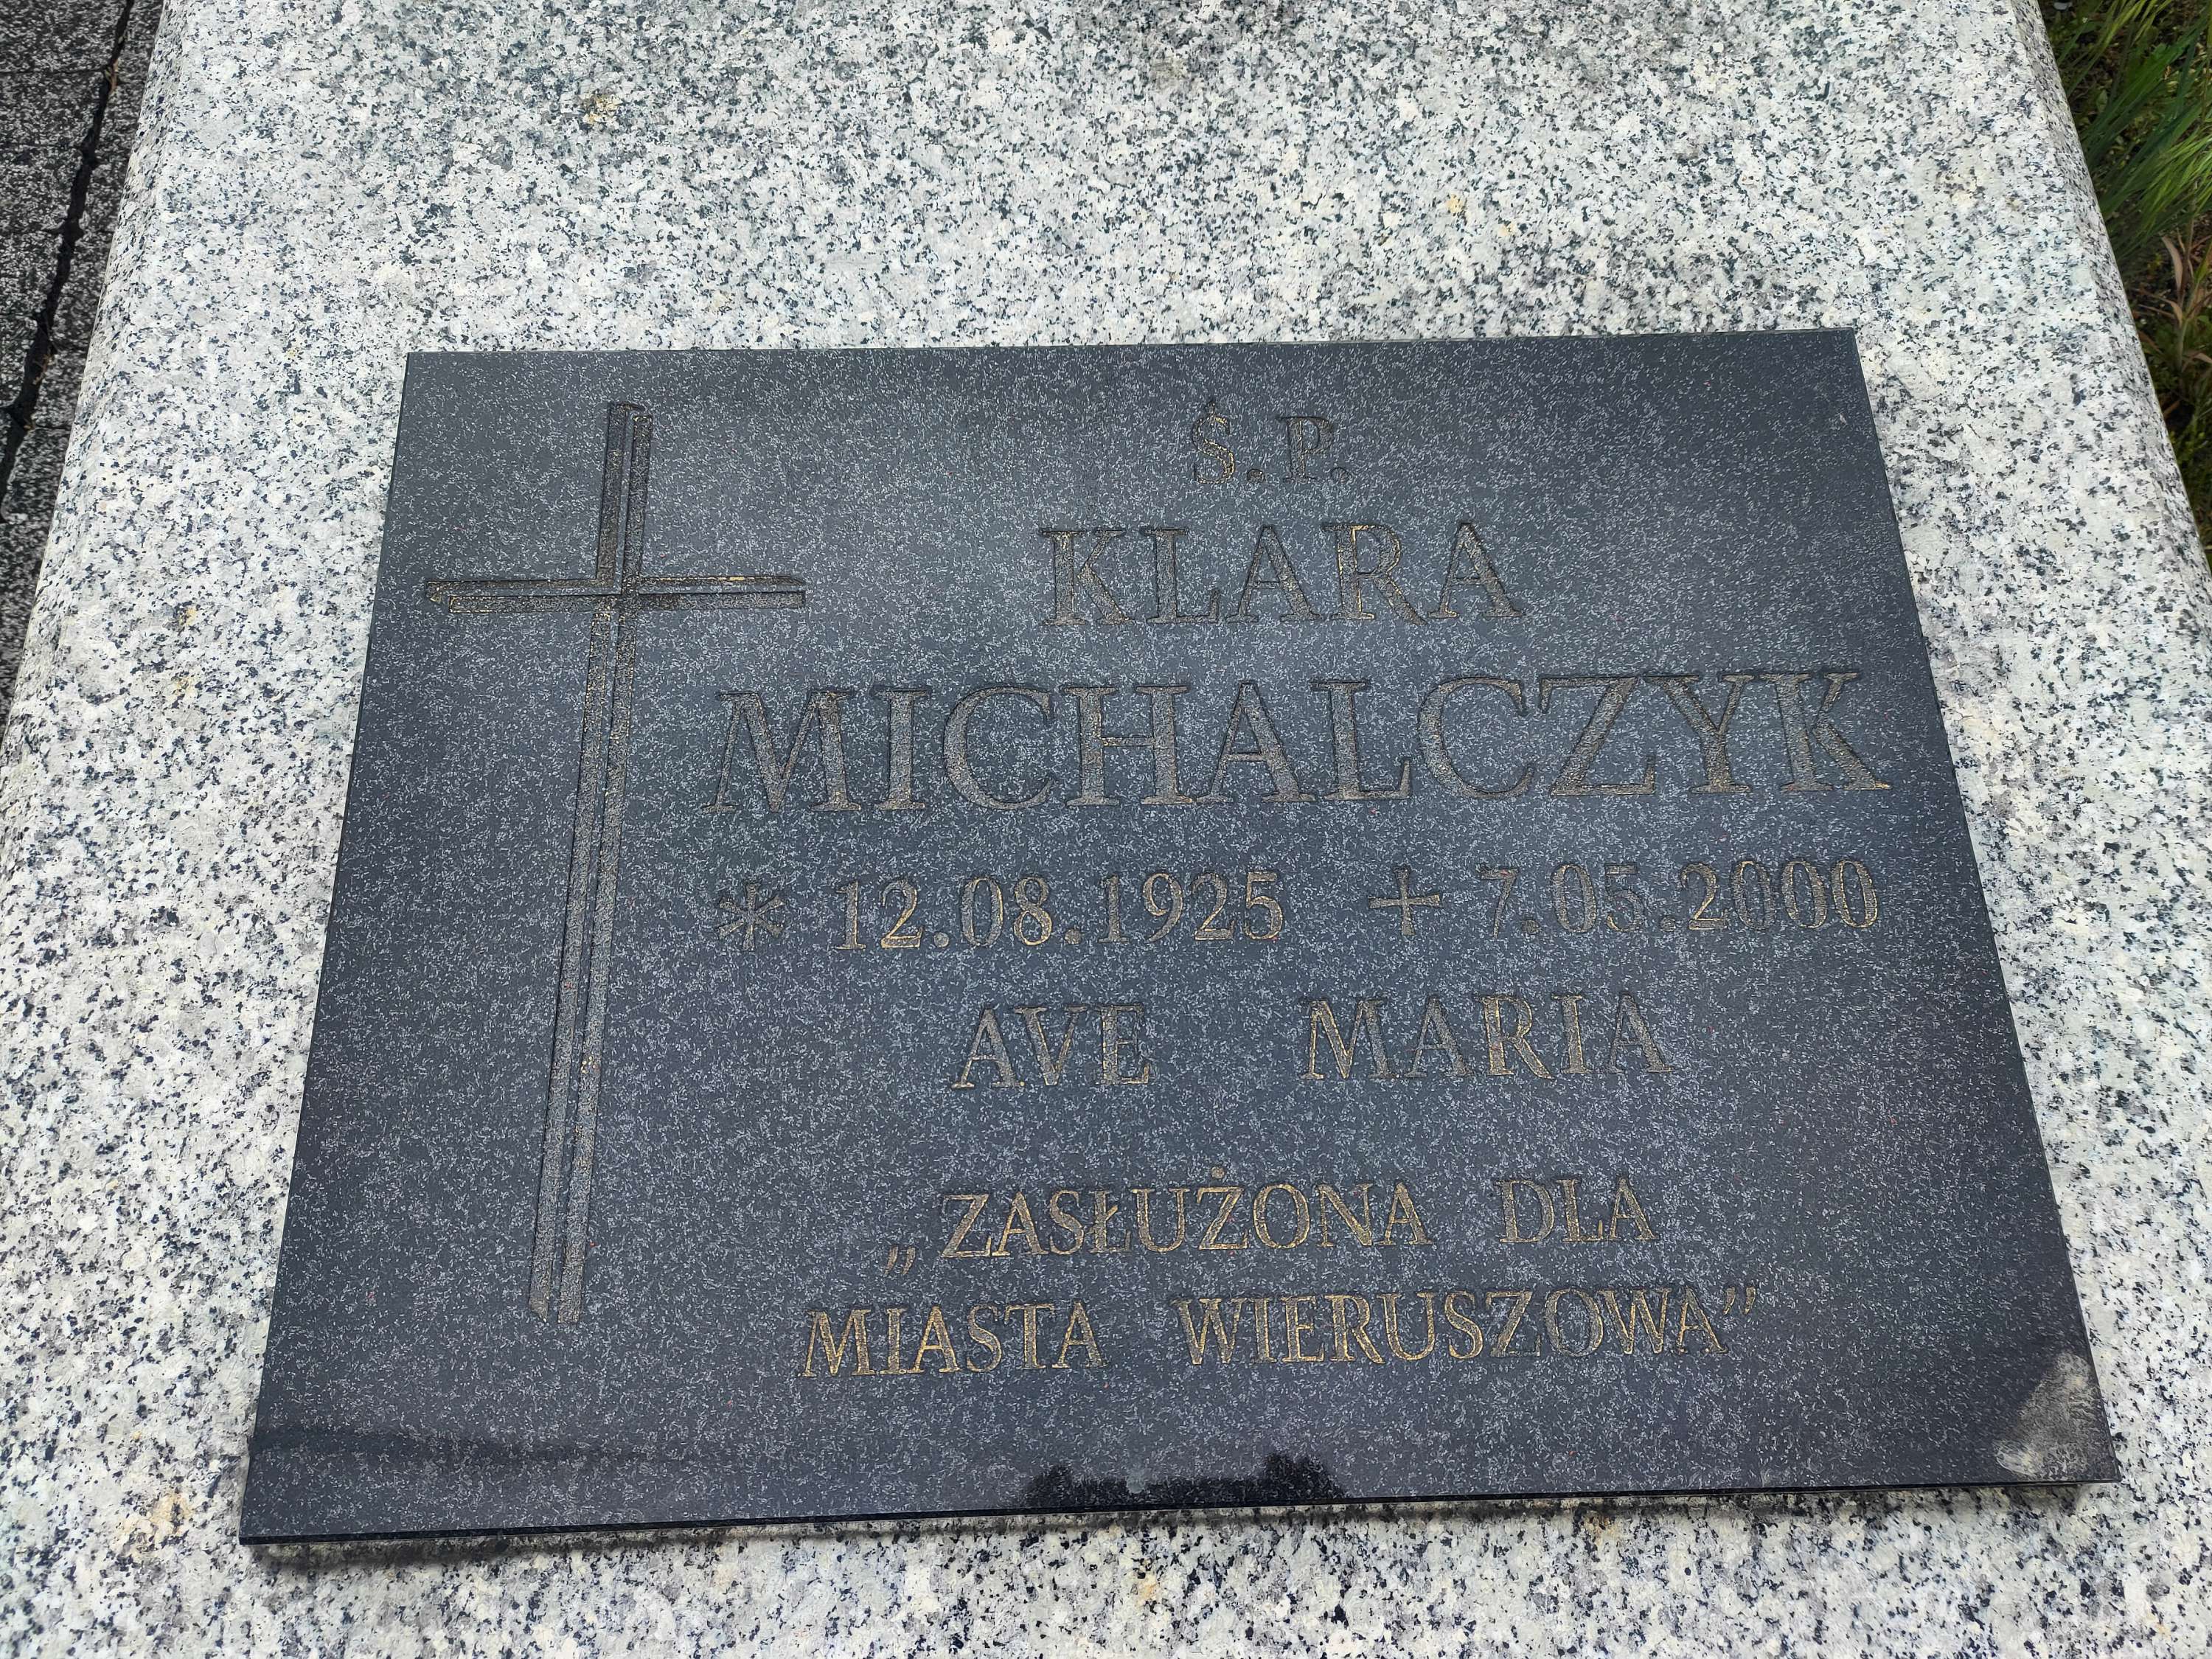 Ś.P.
KLARA
MICHALCZYK
* 12.08.1925 + 7.05.2000
AVE MARIA
„ZASŁUŻONA DLA
MIASTA WIERUSZOWA”